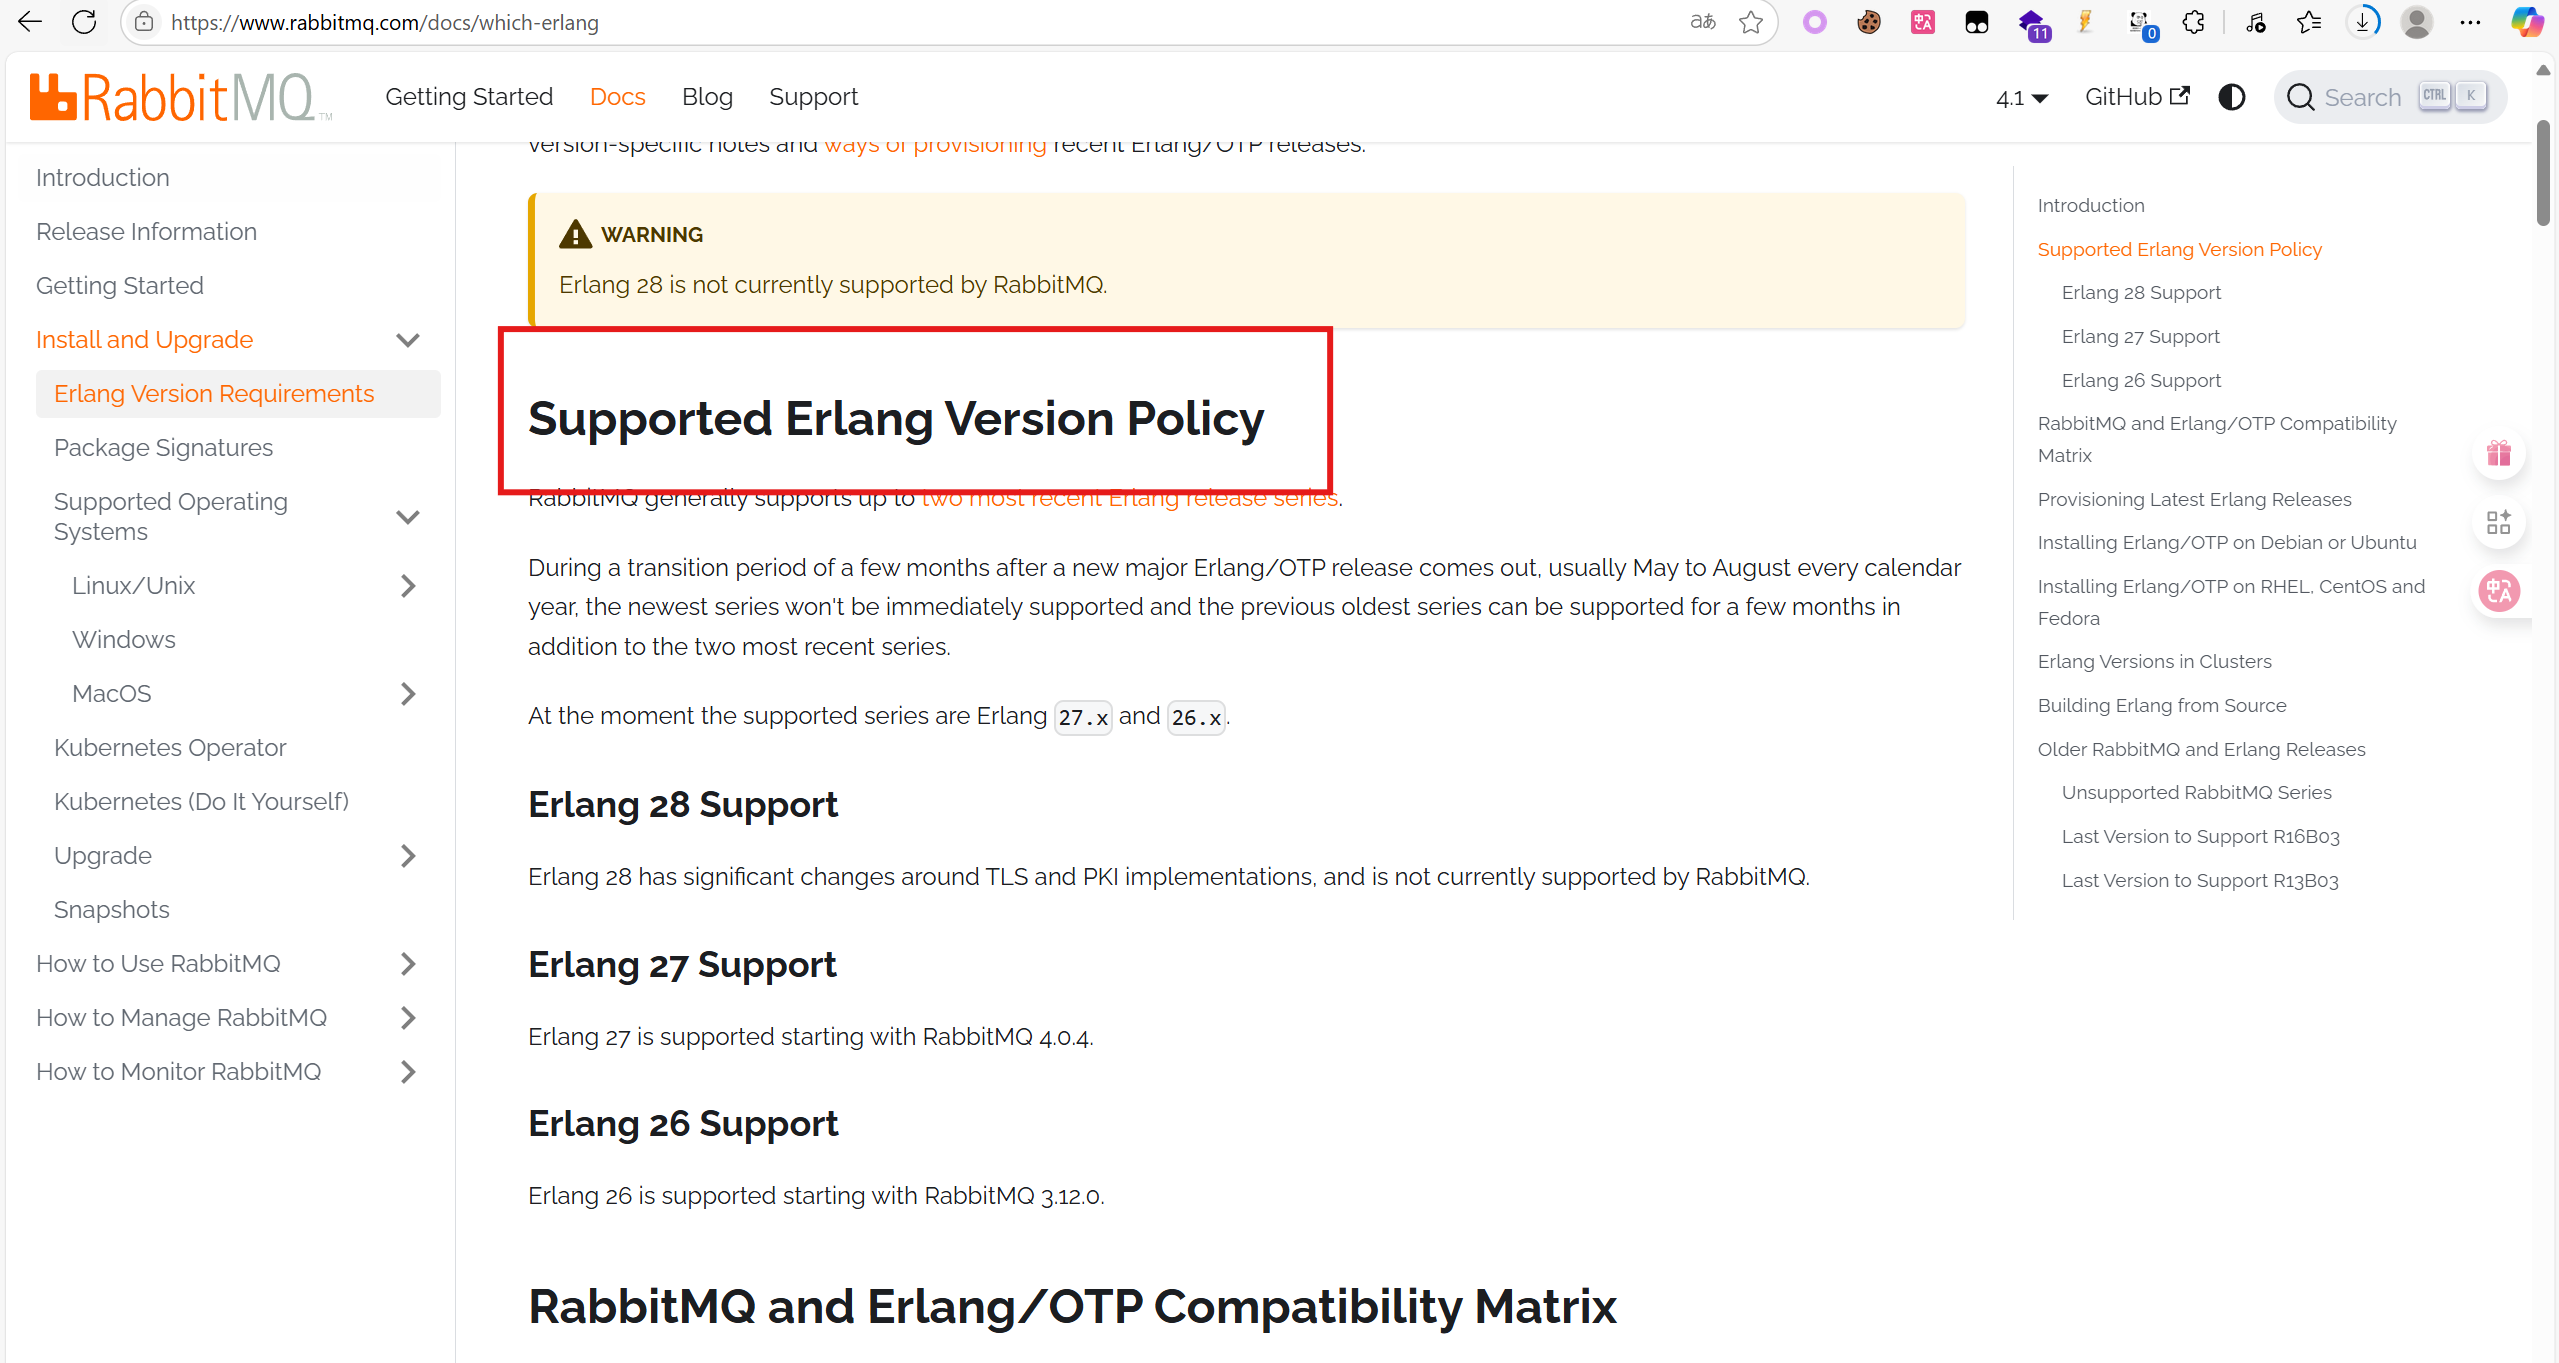 https://www.rabbitmq.com/docs/which-erlang
aあ
11
0
RabbitMQ™
Getting Started
Docs
Blog
Support
4.1
GitHub
Search
CTRL
K
Introduction
Release Information
Getting Started
Install and Upgrade
Erlang Version Requirements
Package Signatures
Supported Operating
Systems
Linux/Unix
Windows
MacOS
Kubernetes Operator
Kubernetes (Do It Yourself)
Upgrade
Snapshots
How to Use RabbitMQ
How to Manage RabbitMQ
How to Monitor RabbitMQ
version-specific notes and ways of provisioning recent Erlang/OTP releases.
WARNING
Erlang 28 is not currently supported by RabbitMQ.
Supported Erlang Version Policy
RabbitMQ generally supports up to two most recent Erlang release series.
During a transition period of a few months after a new major Erlang/OTP release comes out, usually May to August every calendar
year, the newest series won't be immediately supported and the previous oldest series can be supported for a few months in
addition to the two most recent series.
At the moment the supported series are Erlang 27.x and 26.x.
Erlang 28 Support
Erlang 28 has significant changes around TLS and PKI implementations, and is not currently supported by RabbitMQ.
Erlang 27 Support
Erlang 27 is supported starting with RabbitMQ 4.0.4.
Erlang 26 Support
Erlang 26 is supported starting with RabbitMQ 3.12.0.
RabbitMQ and Erlang/OTP Compatibility Matrix
Introduction
Supported Erlang Version Policy
Erlang 28 Support
Erlang 27 Support
Erlang 26 Support
RabbitMQ and Erlang/OTP Compatibility
Matrix
Provisioning Latest Erlang Releases
Installing Erlang/OTP on Debian or Ubuntu
Installing Erlang/OTP on RHEL, CentOS and
Fedora
Erlang Versions in Clusters
Building Erlang from Source
Older RabbitMQ and Erlang Releases
Unsupported RabbitMQ Series
Last Version to Support R16B03
Last Version to Support R13B03